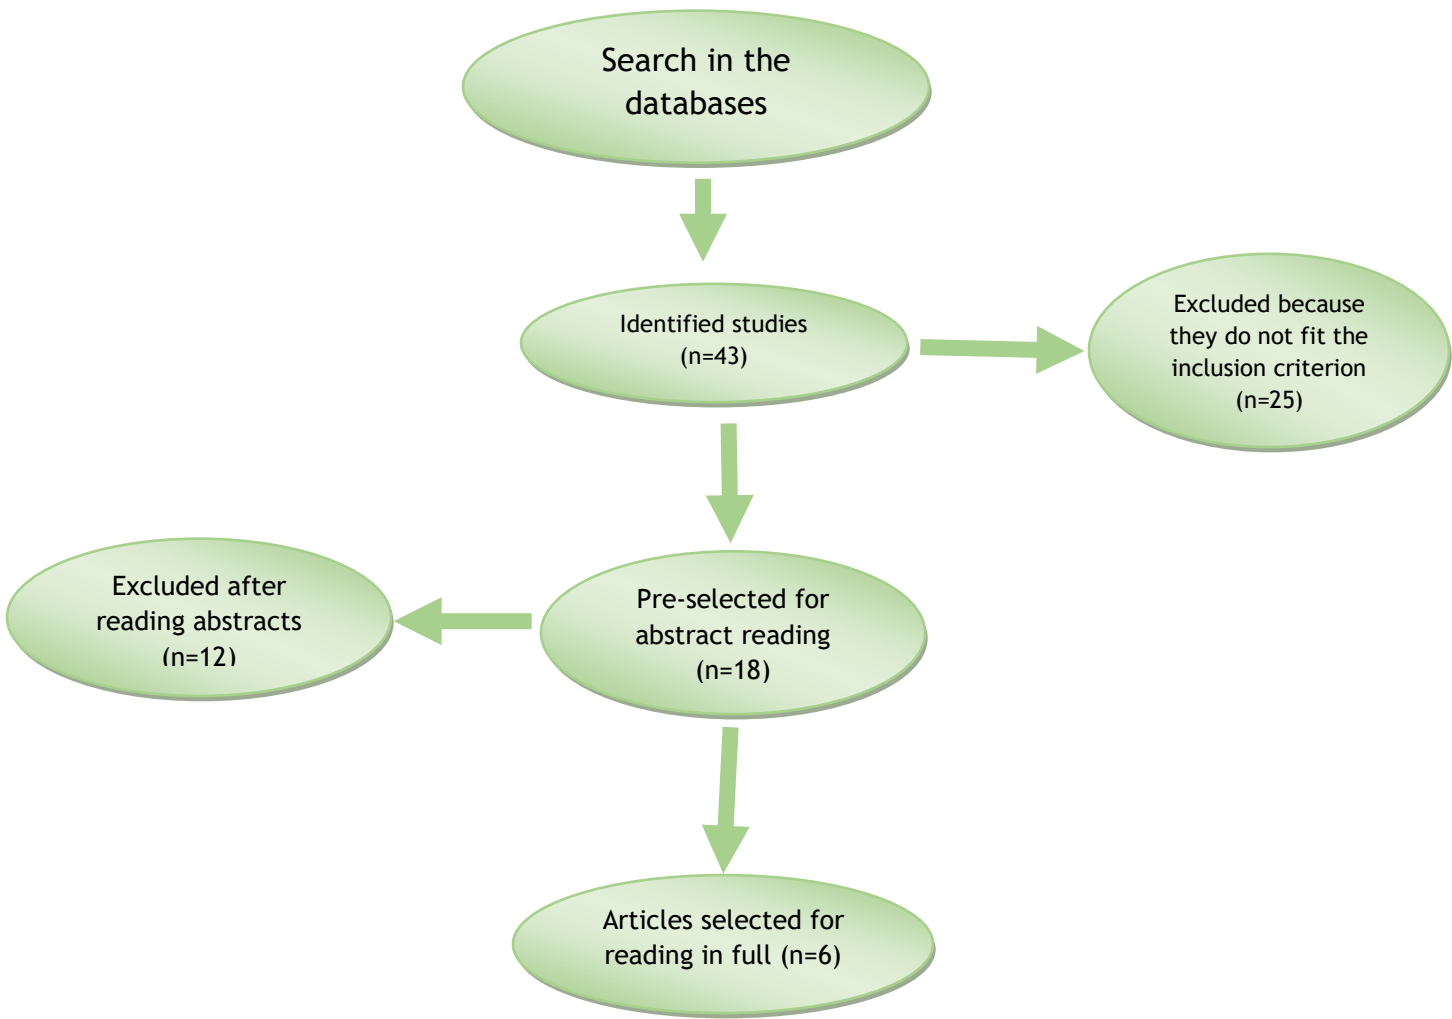 Search in the
databases
Identified studies
(n=43)
Excluded because
they do not fit the
inclusion criterion
(n=25)
Excluded after
reading abstracts
(n=12)
Pre-selected for
abstract reading
(n=18)
Articles selected for
reading in full (n=6)